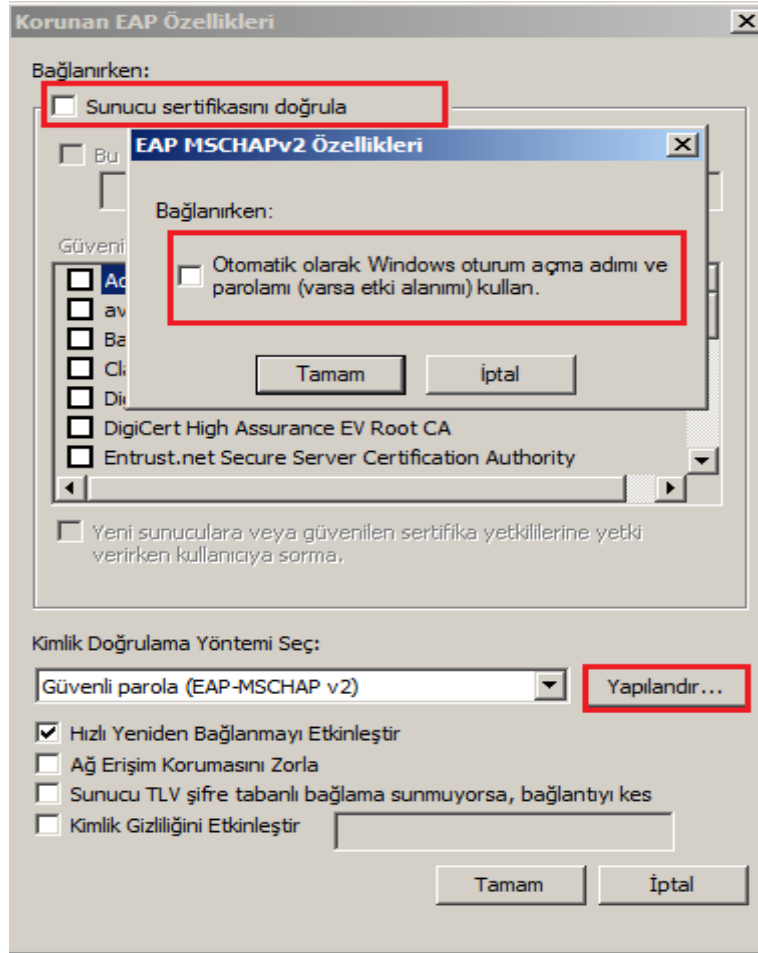 Korunan EAP Özellikleri
Bağlanırken:
Sunucu sertifikasını doğrula
Bu
EAP MSCHAPv2 Özellikleri
Bağlanırken:
Otomatik olarak Windows oturum açma adımı ve
parolamı (varsa etki alanımı) kullan.
Tamam
İptal
DigiCert High Assurance EV Root CA
Entrust.net Secure Server Certification Authority
Yeni sunuculara veya güvenilen sertifika yetkililerine yetki
verirken kullanıcıya sorma.
Kimlik Doğrulama Yöntemi Seç:
Güvenli parola (EAP-MSCHAP v2)
Yapılandır...
Hızlı Yeniden Bağlanmayı Etkinleştir
Ağ Erişim Korumasını Zorla
Sunucu TLV şifre tabanlı bağlama sunmuyorsa, bağlantıyı kes
Kimlik Gizliliğini Etkinleştir
Tamam
İptal